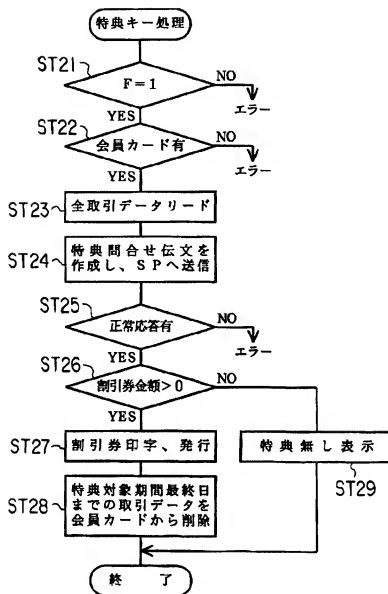 特典キー処理
ST21
F=1
NO
エラー
YES
ST22
会員カード有
NO
エラー
YES
ST23
全取引データリード
ST24
特典問合せ伝文を
作成し、SPへ送信
ST25
正常応答有
エラー
YES
ST26
割引券金額>0
NO
YES
ST27
割引券印字、発行
特典無し表示
ST29
ST28
特典対象期間最終日
までの取引データを
会員カードから削除
終 了